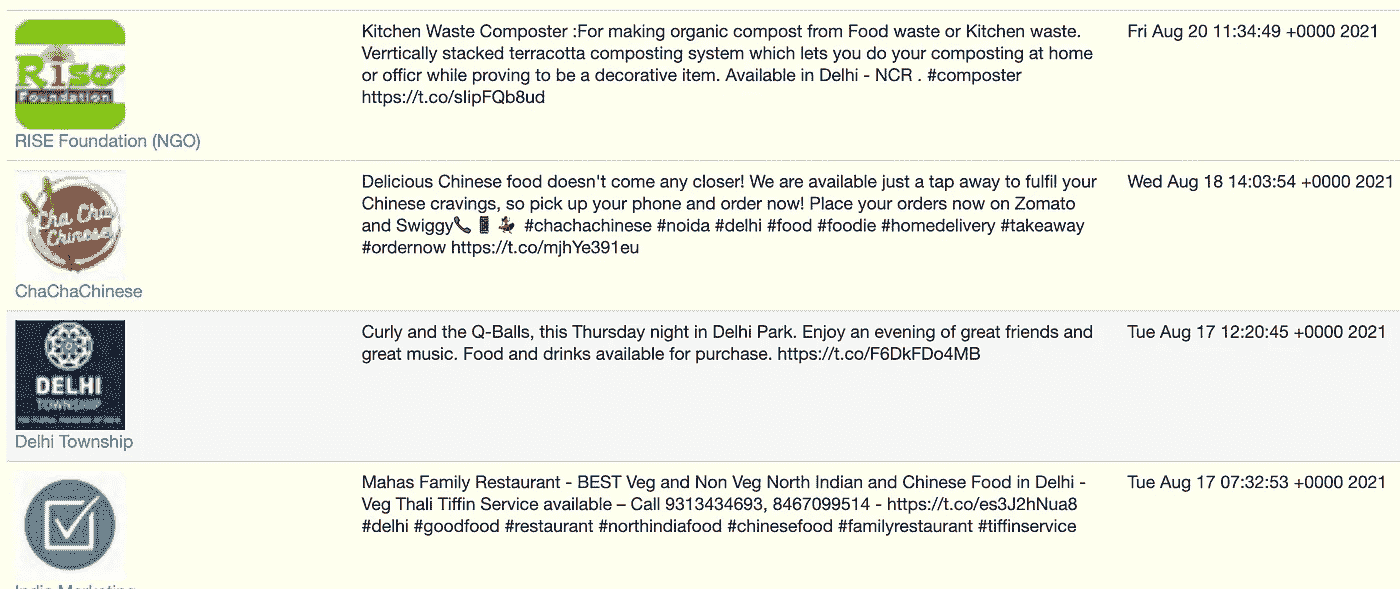 Rise
Foundation
RISE Foundation (NGO)
Kitchen Waste Composter :For making organic compost from Food waste or Kitchen waste.
Verrtically stacked terracotta composting system which lets you do your composting at home
or officr while proving to be a decorative item. Available in Delhi - NCR . #composter
https://t.co/slipFQb8ud
Fri Aug 20 11:34:49 +0000 2021
Cha Cha
Chinese
ChaChaChinese
Delicious Chinese food doesn't come any closer! We are available just a tap away to fulfil your
Chinese cravings, so pick up your phone and order now! Place your orders now on Zomato
and Swiggy📞📱🏇 #chachachinese #noida #delhi #food #foodie #homedelivery #takeaway
#ordernow https://t.co/mjhYe391eu
Wed Aug 18 14:03:54 +0000 2021
DELHI
TOWNSHIP
Delhi Township
Curly and the Q-Balls, this Thursday night in Delhi Park. Enjoy an evening of great friends and
great music. Food and drinks available for purchase. https://t.co/F6DkFDo4MB
Tue Aug 17 12:20:45 +0000 2021
India Marketing
Mahas Family Restaurant - BEST Veg and Non Veg North Indian and Chinese Food in Delhi -
Veg Thali Tiffin Service available – Call 9313434693, 8467099514 - https://t.co/es3J2hNua8
#delhi #goodfood #restaurant #northindiafood #chinesefood #familyrestaurant #tiffinservice
Tue Aug 17 07:32:53 +0000 2021